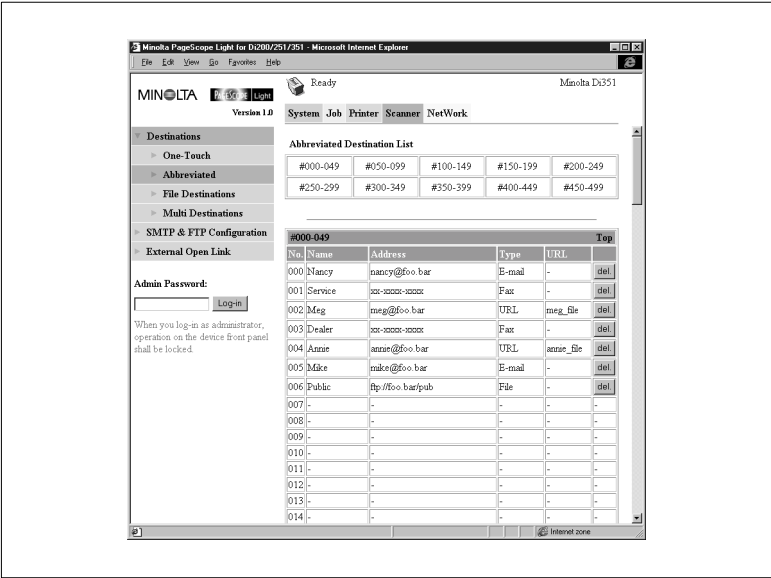 Minolta PageScope Light for Di200/251/351 - Microsoft Internet Explorer
File Edit View Go Favorites Help
MINOLTA PAGESCOPE Light
Version 1.0
Ready
Minolta Di351
System Job Printer Scanner NetWork
Destinations
One-Touch
Abbreviated
File Destinations
Multi Destinations
SMTP & FTP Configuration
External Open Link
Admin Password:
Log-in
When you log-in as administrator,
operation on the device front panel
shall be locked.
Abbreviated Destination List
#000-049 #050-099 #100-149 #150-199 #200-249
#250-299 #300-349 #350-399 #400-449 #450-499
#000-049 Top
No. Name Address Type URL
000 Nancy nancy@foo.bar E-mail - del.
001 Service xx-xxxx-xxxx Fax - del.
002 Meg meg@foo.bar URL meg_file del.
003 Dealer xx-xxxx-xxxx Fax - del.
004 Annie annie@foo.bar URL annie_file del.
005 Mike mike@foo.bar E-mail - del.
006 Public ftp://foo.bar/pub File - del.
007 - - - - -
008 - - - - -
009 - - - - -
010 - - - - -
011 - - - - -
012 - - - - -
013 - - - - -
014 - - - - -
Internet zone